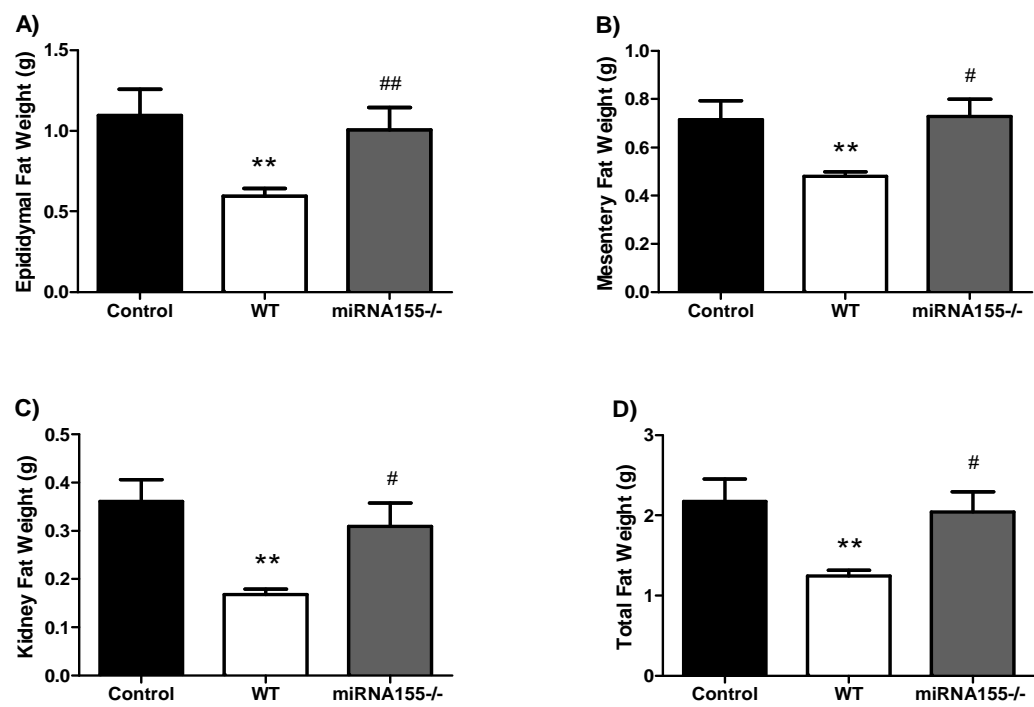 A)
Epididymal Fat Weight (g)
1.5
1.0
0.5
0.0
**
##
Control
WT
miRNA155-/-
B)
Mesentery Fat Weight (g)
1.0
0.8
0.6
0.4
0.2
0.0
**
#
Control
WT
miRNA155-/-
C)
Kidney Fat Weight (g)
0.5
0.4
0.3
0.2
0.1
0.0
**
#
Control
WT
miRNA155-/-
D)
Total Fat Weight (g)
3
2
1
0
**
#
Control
WT
miRNA155-/-